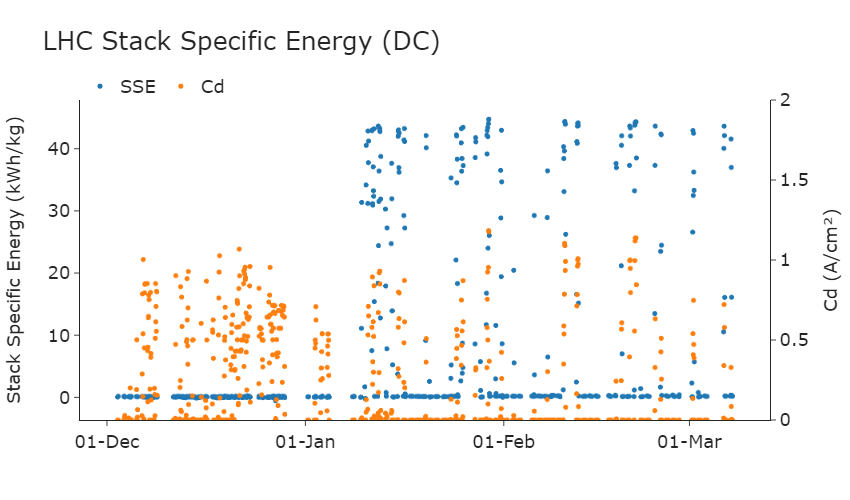 LHC Stack Specific Energy (DC)
SSE Cd
Stack Specific Energy (kWh/kg)
40
30
20
10
0
2
1.5
1
0.5
0
Cd (A/cm²)
01-Dec 01-Jan 01-Feb 01-Mar